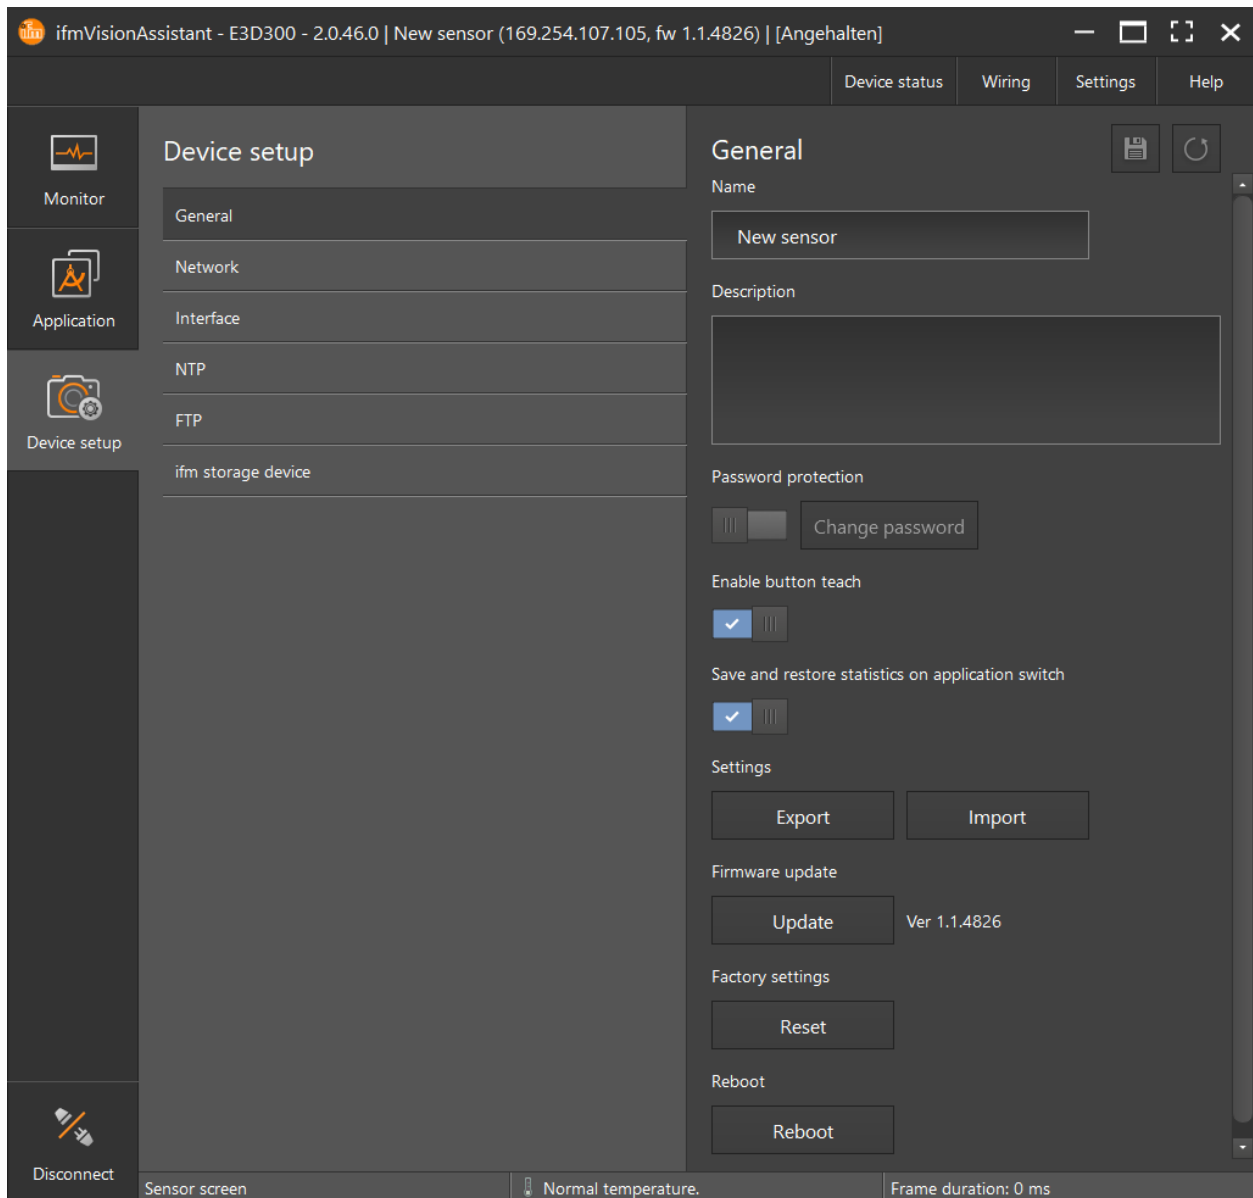 ifm ifmVisionAssistant - E3D300 - 2.0.46.0 | New sensor (169.254.107.105, fw 1.1.4826) | [Angehalten]
Device status Wiring Settings Help
Monitor
Application
Device setup
Disconnect
Device setup
General
Network
Interface
NTP
FTP
ifm storage device
General
Name
New sensor
Description
Password protection
Change password
Enable button teach
Save and restore statistics on application switch
Settings
Export Import
Firmware update
Update Ver 1.1.4826
Factory settings
Reset
Reboot
Reboot
Sensor screen Normal temperature. Frame duration: 0 ms